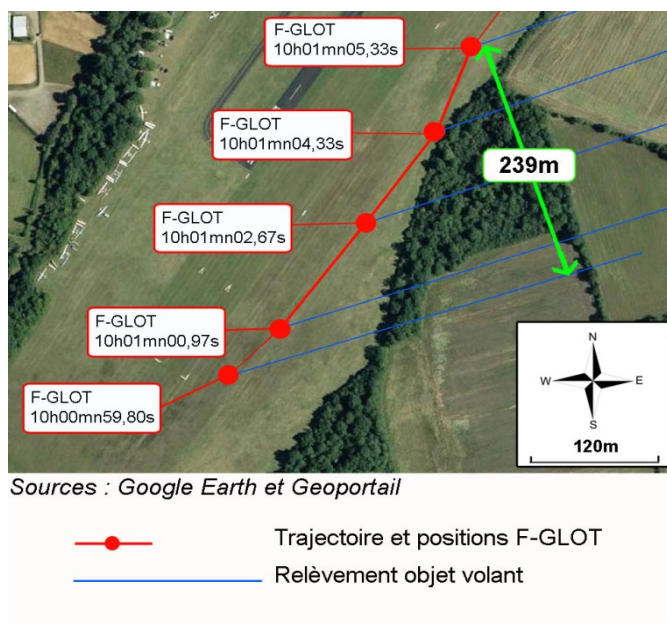 F-GLOT
10h01mn05,33s
F-GLOT
10h01mn04,33s
239m
F-GLOT
10h01mn02,67s
F-GLOT
10h01mn00,97s
F-GLOT
10h00mn59,80s
N
W
E
S
120m
Sources : Google Earth et Geoportail
Trajectoire et positions F-GLOT
Relèvement objet volant